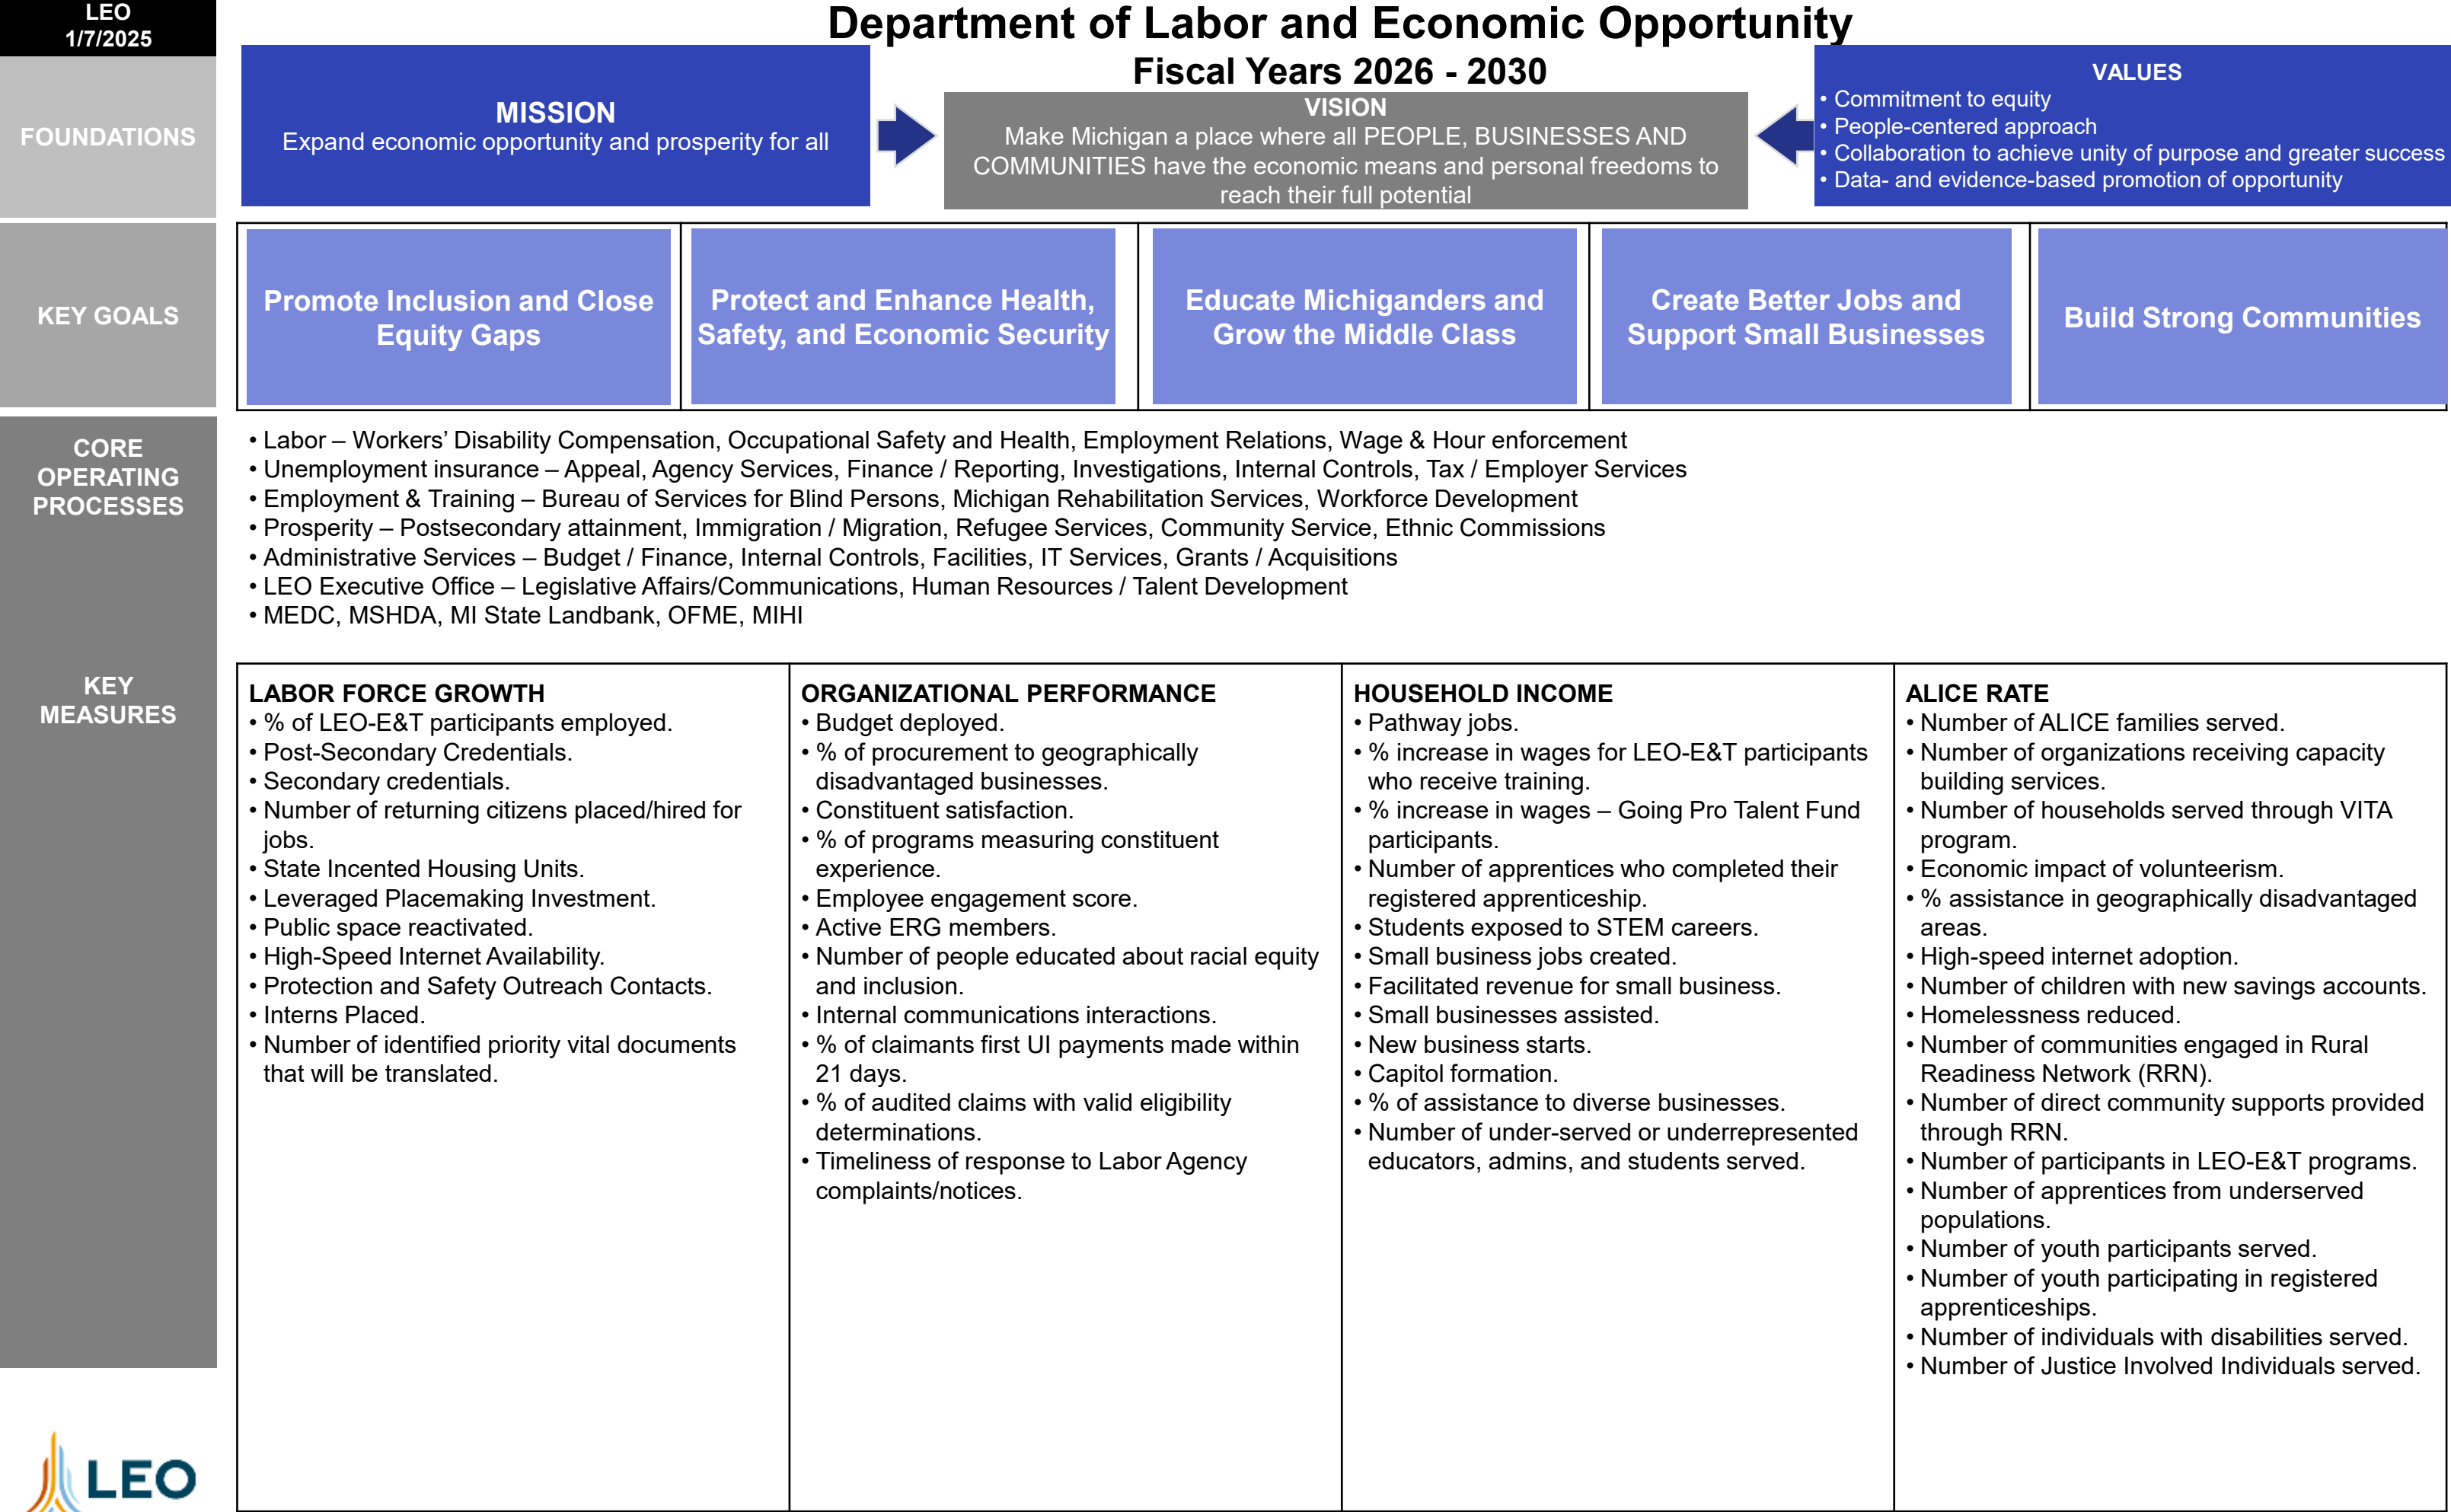 LEO
1/7/2025
Department of Labor and Economic Opportunity
Fiscal Years 2026 - 2030
FOUNDATIONS
MISSION
Expand economic opportunity and prosperity for all
VISION
Make Michigan a place where all PEOPLE, BUSINESSES AND
COMMUNITIES have the economic means and personal freedoms to
reach their full potential
VALUES
• Commitment to equity
• People-centered approach
• Collaboration to achieve unity of purpose and greater success
• Data- and evidence-based promotion of opportunity
KEY GOALS
Promote Inclusion and Close
Equity Gaps
Protect and Enhance Health,
Safety, and Economic Security
Educate Michiganders and
Grow the Middle Class
Create Better Jobs and
Support Small Businesses
Build Strong Communities
CORE
OPERATING
PROCESSES
• Labor – Workers’ Disability Compensation, Occupational Safety and Health, Employment Relations, Wage & Hour enforcement
• Unemployment insurance – Appeal, Agency Services, Finance / Reporting, Investigations, Internal Controls, Tax / Employer Services
• Employment & Training – Bureau of Services for Blind Persons, Michigan Rehabilitation Services, Workforce Development
• Prosperity – Postsecondary attainment, Immigration / Migration, Refugee Services, Community Service, Ethnic Commissions
• Administrative Services – Budget / Finance, Internal Controls, Facilities, IT Services, Grants / Acquisitions
• LEO Executive Office – Legislative Affairs/Communications, Human Resources / Talent Development
• MEDC, MSHDA, MI State Landbank, OFME, MIHI
KEY
MEASURES
LABOR FORCE GROWTH
• % of LEO-E&T participants employed.
• Post-Secondary Credentials.
• Secondary credentials.
• Number of returning citizens placed/hired for
jobs.
• State Incented Housing Units.
• Leveraged Placemaking Investment.
• Public space reactivated.
• High-Speed Internet Availability.
• Protection and Safety Outreach Contacts.
• Interns Placed.
• Number of identified priority vital documents
that will be translated.
ORGANIZATIONAL PERFORMANCE
• Budget deployed.
• % of procurement to geographically
disadvantaged businesses.
• Constituent satisfaction.
• % of programs measuring constituent
experience.
• Employee engagement score.
• Active ERG members.
• Number of people educated about racial equity
and inclusion.
• Internal communications interactions.
• % of claimants first UI payments made within
21 days.
• % of audited claims with valid eligibility
determinations.
• Timeliness of response to Labor Agency
complaints/notices.
HOUSEHOLD INCOME
• Pathway jobs.
• % increase in wages for LEO-E&T participants
who receive training.
• % increase in wages – Going Pro Talent Fund
participants.
• Number of apprentices who completed their
registered apprenticeship.
• Students exposed to STEM careers.
• Small business jobs created.
• Facilitated revenue for small business.
• Small businesses assisted.
• New business starts.
• Capitol formation.
• % of assistance to diverse businesses.
• Number of under-served or underrepresented
educators, admins, and students served.
ALICE RATE
• Number of ALICE families served.
• Number of organizations receiving capacity
building services.
• Number of households served through VITA
program.
• Economic impact of volunteerism.
• % assistance in geographically disadvantaged
areas.
• High-speed internet adoption.
• Number of children with new savings accounts.
• Homelessness reduced.
• Number of communities engaged in Rural
Readiness Network (RRN).
• Number of direct community supports provided
through RRN.
• Number of participants in LEO-E&T programs.
• Number of apprentices from underserved
populations.
• Number of youth participants served.
• Number of youth participating in registered
apprenticeships.
• Number of individuals with disabilities served.
• Number of Justice Involved Individuals served.
LEO